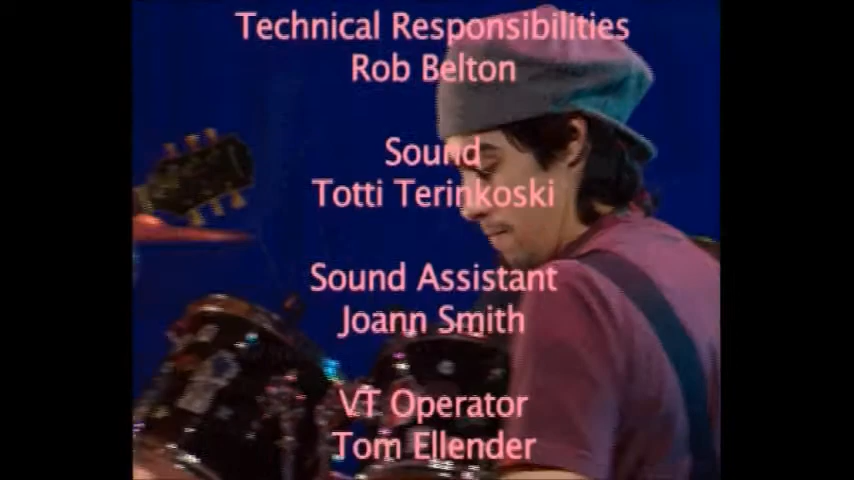 Technical Responsibilities
Rob Belton
Sound
Totti Terinkoski
Sound Assistant
Joann Smith
VT Operator
Tom Ellender